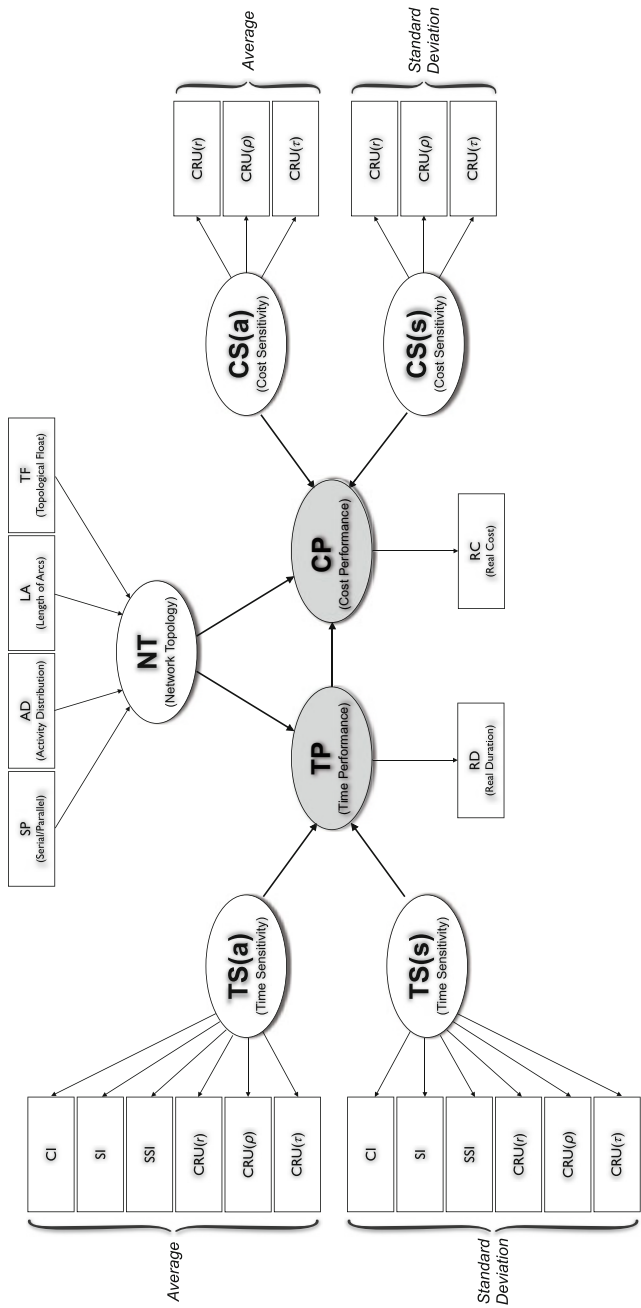 SP
(Serial/Parallel)
AD
(Activity Distribution)
LA
(Length of Arcs)
TF
(Topological Float)
NT
(Network Topology)
Average
CI
SI
SSI
CRU(r)
CRU(ρ)
CRU(τ)
TS(a)
(Time Sensitivity)
Standard
Deviation
CI
SI
SSI
CRU(r)
CRU(ρ)
CRU(τ)
TS(s)
(Time Sensitivity)
TP
(Time Performance)
RD
(Real Duration)
CP
(Cost Performance)
RC
(Real Cost)
CS(a)
(Cost Sensitivity)
CRU(r)
CRU(ρ)
CRU(τ)
Average
CS(s)
(Cost Sensitivity)
CRU(r)
CRU(ρ)
CRU(τ)
Standard
Deviation